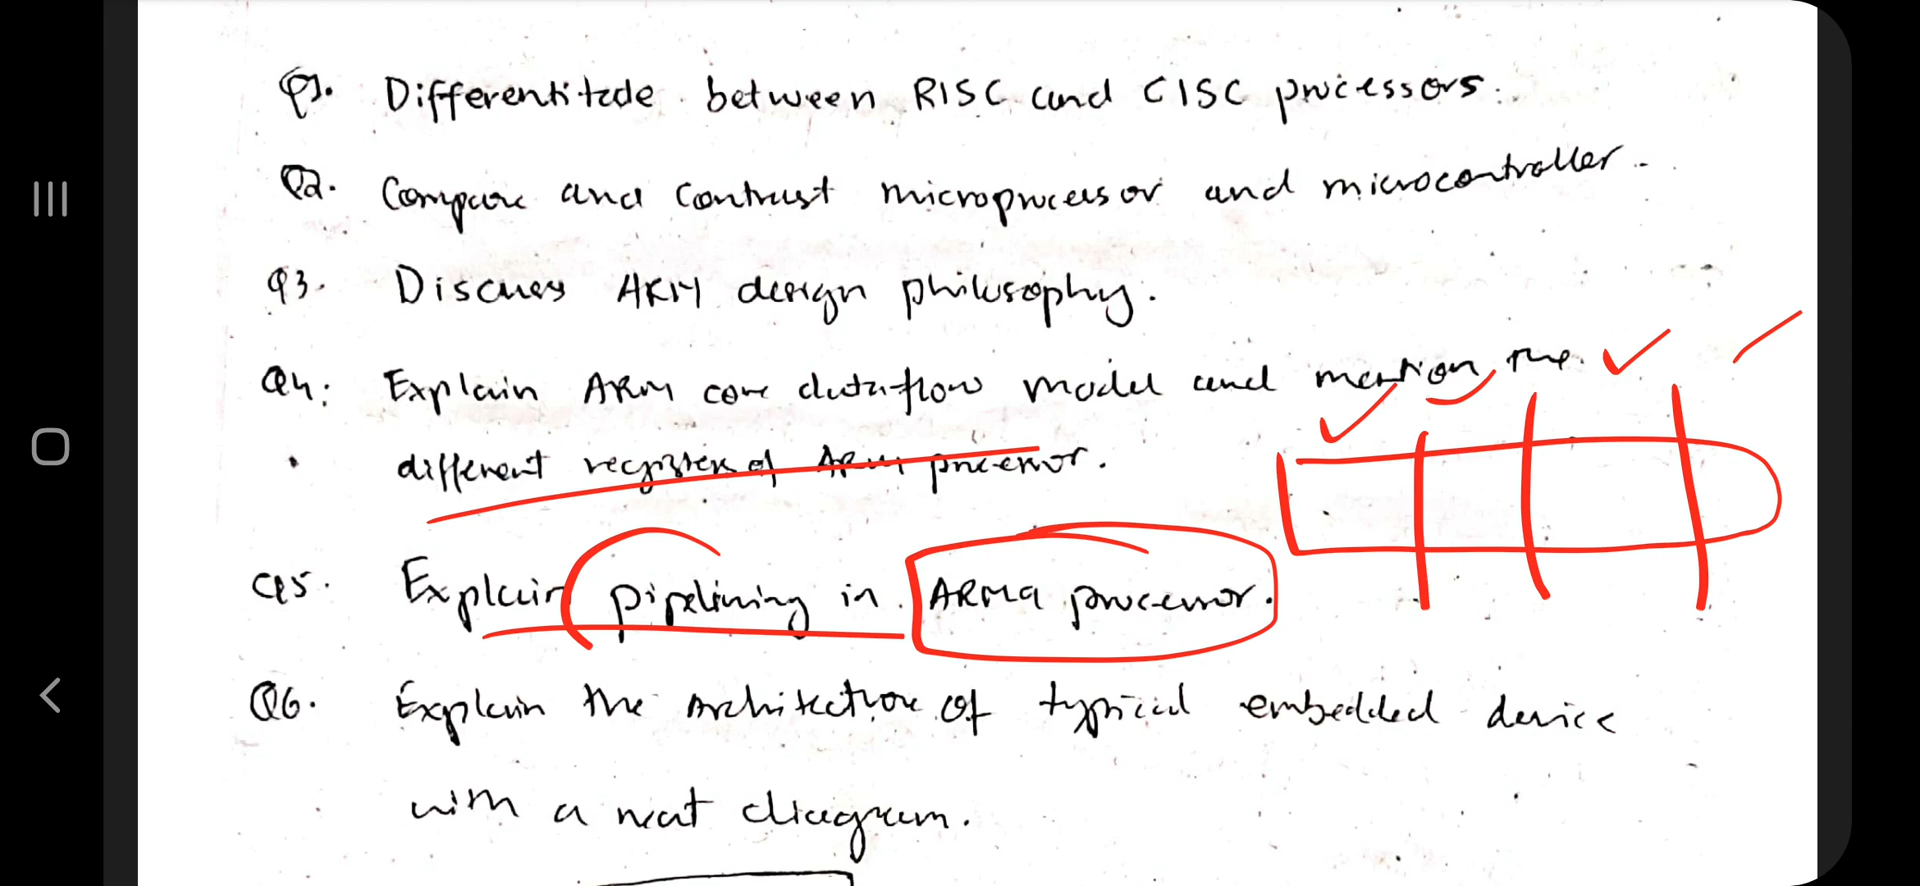 Q1. Differentitade between RISC and CISC processors.
Q2. Compare and contrast microprocessor and microcontroller.
Q3. Discuss ARM design philosophy.
Q4: Explain ARM core dataflow model and mention the
different registers of ARM processor.
Q5. Explain pipelining in ARM9 processor.
Q6. Explain the Architecture of typical embedded device
with a neat diagram.